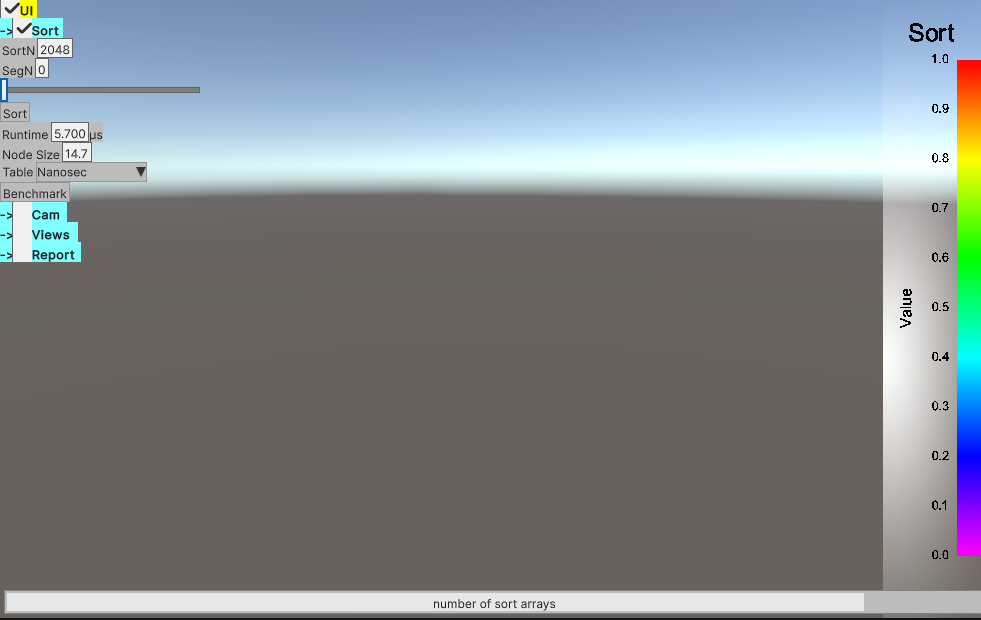 UI
-> Sort
SortN 2048
SegN 0
Sort
Runtime 5.700 µs
Node Size 14.7
Table Nanosec ▼
Benchmark
-> Cam
-> Views
-> Report
Sort
1.0
0.9
0.8
0.7
0.6
0.5
0.4
0.3
0.2
0.1
0.0
Value
number of sort arrays